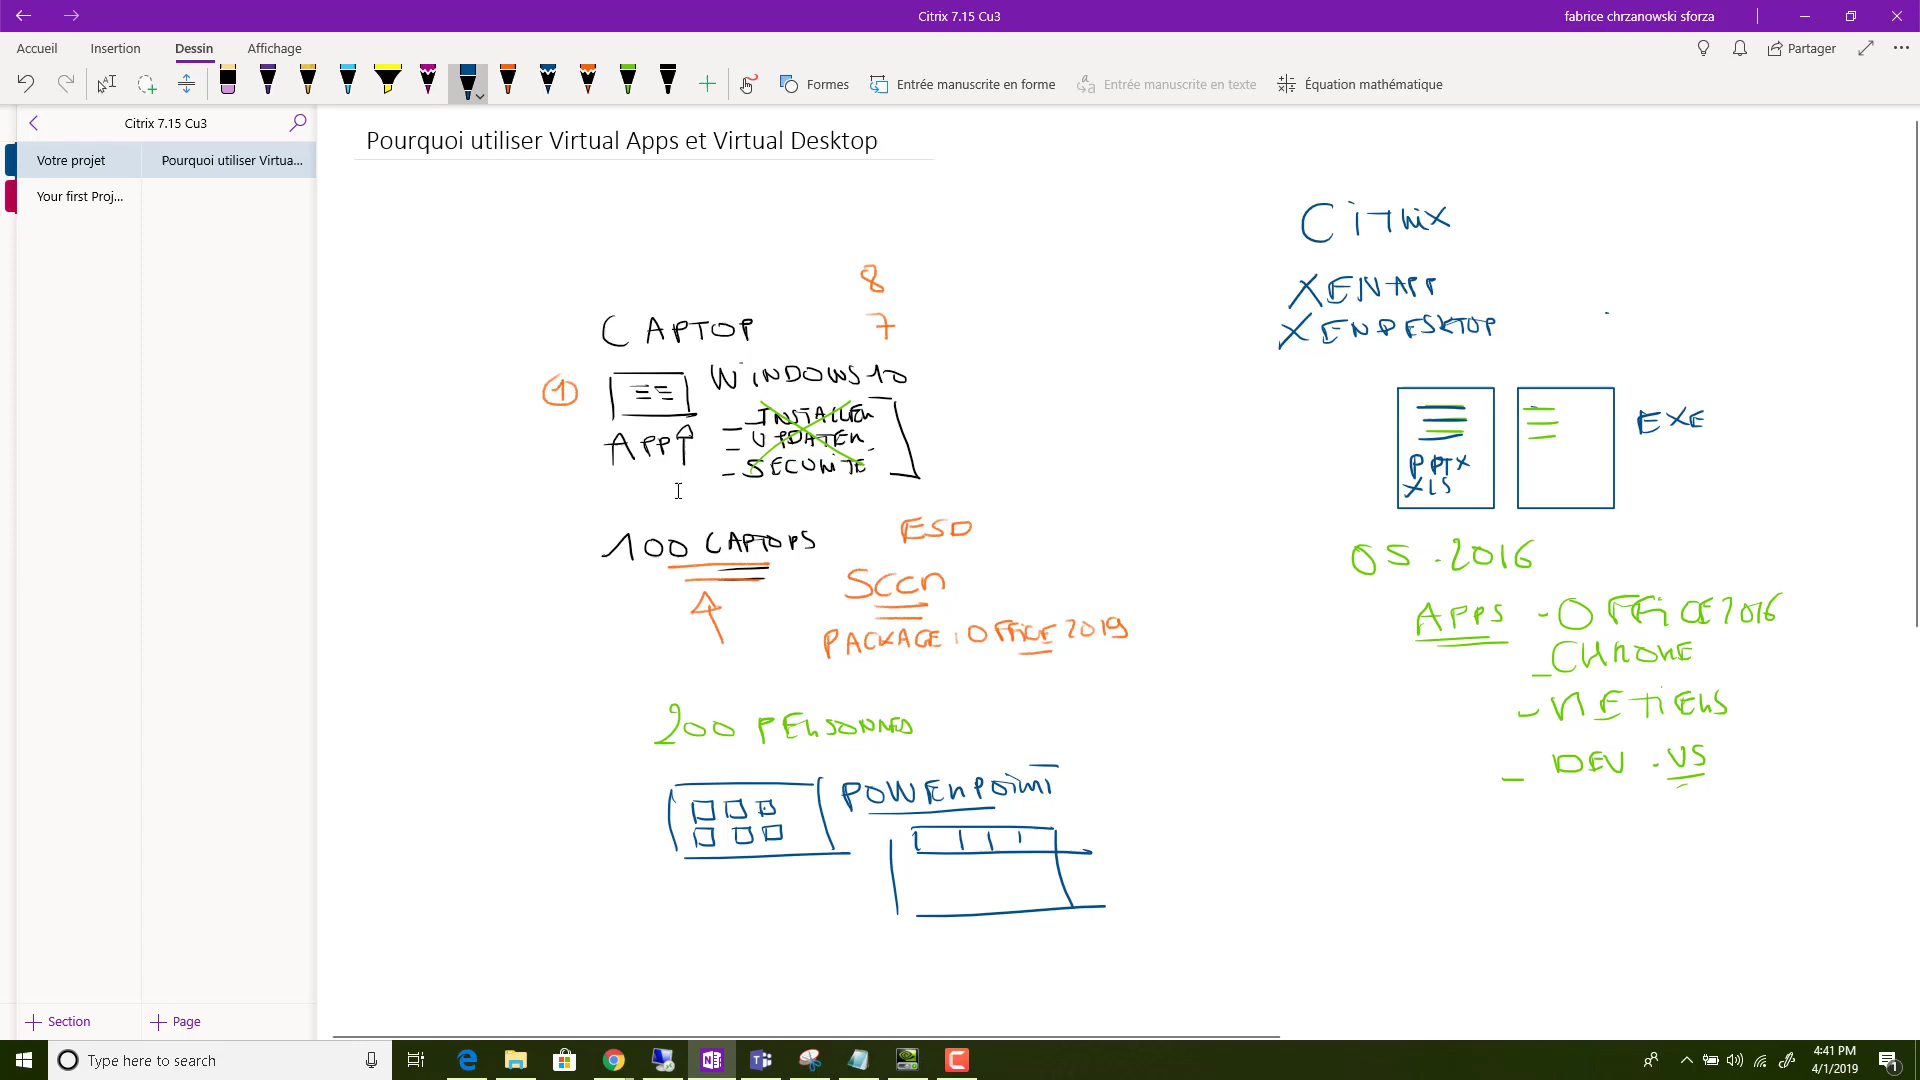 Citrix 7.15 Cu3
fabrice chrzanowski sforza
Accueil
Insertion
Dessin
Affichage
Partager
Formes
Entrée manuscrite en forme
Entrée manuscrite en texte
Équation mathématique
Citrix 7.15 Cu3
Votre projet
Your first Proj...
Pourquoi utiliser Virtua...
Pourquoi utiliser Virtual Apps et Virtual Desktop
8
7
LAPTOP
1
WINDOWS 10
- INSTALLER
- UPDATER
- SECURITE
APP
100 LAPTOPS
ESD
SCCM
PACKAGE : OFFICE 2019
200 PERSONNES
POWERPOINT
CITRIX
XENAPP
XENDESKTOP
PPTX
XLS
EXE
OS . 2016
APPS - OFFICE 2016
- CHROME
- METIERS
- DEV . VS
Section
Page
Type here to search
4:41 PM
4/1/2019
1